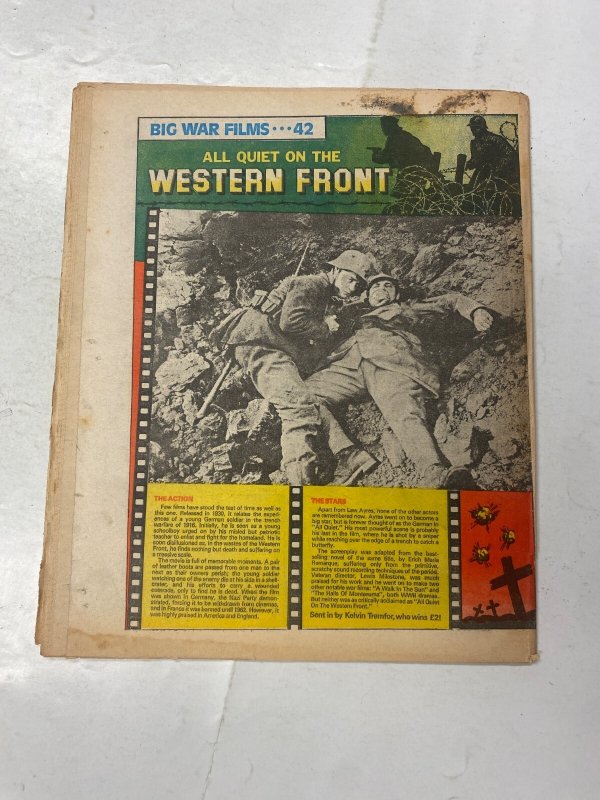 BIG WAR FILMS···42
ALL QUIET ON THE
WESTERN FRONT
THE ACTION
Few films have stood the test of time as well as
this one. Released in 1930, it relates the experi-
ences of a young German soldier in the trench
warfare of 1916. Initially, he is seen as a young
schoolboy urged on by his misled but patriotic
teacher to enlist and fight for the homeland. He is
soon disillusioned as, in the wastes of the Western
Front, he finds nothing but death and suffering on
a massive scale.
The movie is full of memorable moments. A pair
of leather boots are passed from one man to the
next as their owners perish; the young soldier
watching one of the enemy die at his side in a shell-
crater; and his efforts to carry a wounded
comrade, only to find he is dead. When the film
was shown in Germany, the Nazi Party demon-
strated, forcing it to be withdrawn from cinemas,
and in France it was banned until 1962. However, it
was highly praised in America and England.
THE STARS
Apart from Lew Ayres, none of the other actors
are remembered now. Ayres went on to become a
big star, but is forever thought of as the German in
"All Quiet." His most powerful scene is probably
his last in the film, where he is shot by a sniper
while reaching over the edge of a trench to catch a
butterfly.
The screenplay was adapted from the best-
selling novel of the same title, by Erich Maria
Remarque, suffering only from the primitive,
scratchy sound recording techniques of the period.
Veteran director, Lewis Milestone, was much
praised for his work and he went on to make two
other notable war films: "A Walk In The Sun" and
"The Halls Of Montezuma", both WWII dramas.
But neither was as critically acclaimed as "All Quiet
On The Western Front."
Sent in by Kelvin Tremfor, who wins £2!